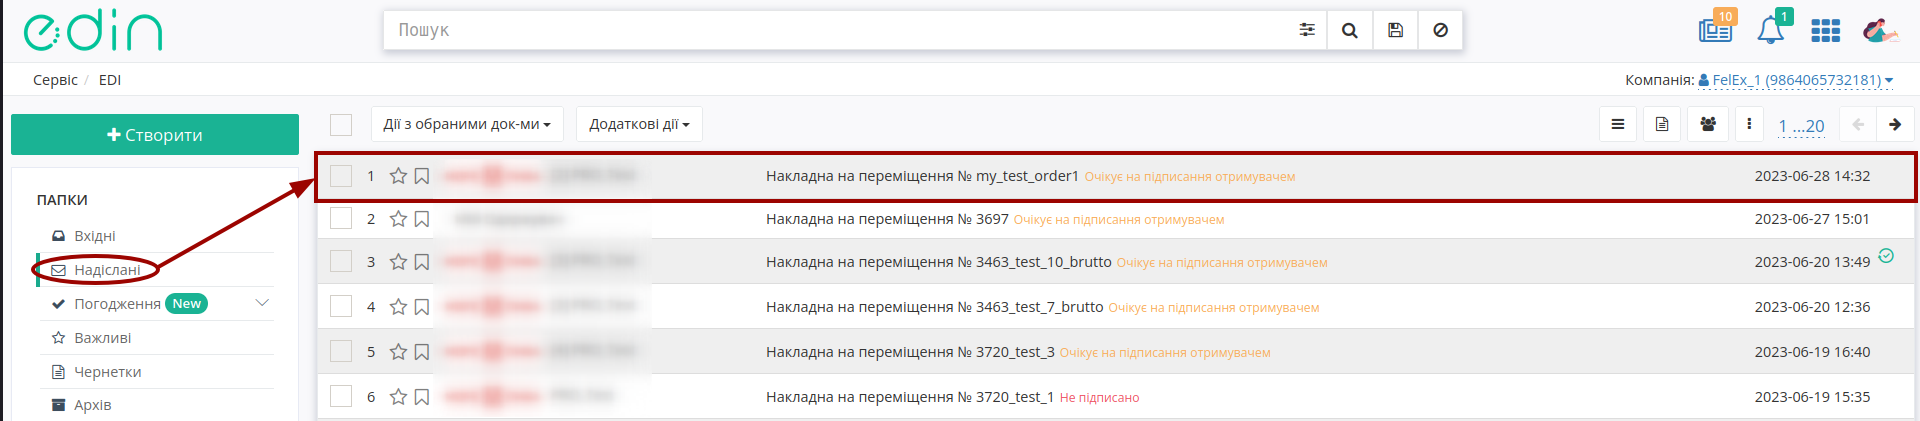 edin
Пошук
10
1
Сервіс / EDI
Компанія: FelEx_1 (9864065732181)
Створити
Дії з обраними док-ми
Додаткові дії
1 ...20
ПАПКИ
Вхідні
Надіслані
Погодження New
Важливі
Чернетки
Архів
1 Накладна на переміщення № my_test_order1 Очікує на підписання отримувачем 2023-06-28 14:32
2 Накладна на переміщення № 3697 Очікує на підписання отримувачем 2023-06-27 15:01
3 Накладна на переміщення № 3463_test_10_brutto Очікує на підписання отримувачем 2023-06-20 13:49
4 Накладна на переміщення № 3463_test_7_brutto Очікує на підписання отримувачем 2023-06-20 12:36
5 Накладна на переміщення № 3720_test_3 Очікує на підписання отримувачем 2023-06-19 16:40
6 Накладна на переміщення № 3720_test_1 Не підписано 2023-06-19 15:35